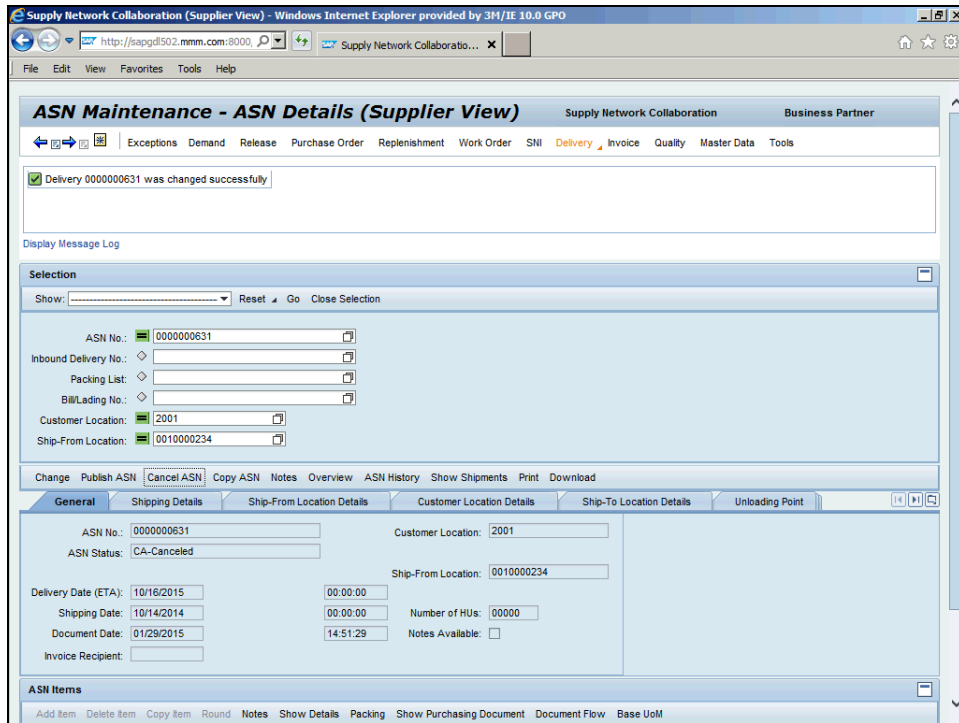 Supply Network Collaboration (Supplier View) - Windows Internet Explorer provided by 3M/IE 10.0 GPO
http://sapgdl502.mmm.com:8000,
Supply Network Collaboratio...
File Edit View Favorites Tools Help
ASN Maintenance - ASN Details (Supplier View) Supply Network Collaboration Business Partner
Exceptions Demand Release Purchase Order Replenishment Work Order SNI Delivery Invoice Quality Master Data Tools
Delivery 0000000631 was changed successfully
Display Message Log
Selection
Show: ---------------------------------------- Reset Go Close Selection
ASN No.: 0000000631
Inbound Delivery No.:
Packing List:
Bill/Lading No.:
Customer Location: 2001
Ship-From Location: 0010000234
Change Publish ASN Cancel ASN Copy ASN Notes Overview ASN History Show Shipments Print Download
General Shipping Details Ship-From Location Details Customer Location Details Ship-To Location Details Unloading Point
ASN No.: 0000000631 Customer Location: 2001
ASN Status: CA-Canceled
Ship-From Location: 0010000234
Delivery Date (ETA): 10/16/2015 00:00:00
Shipping Date: 10/14/2014 00:00:00 Number of HUs: 00000
Document Date: 01/29/2015 14:51:29 Notes Available:
Invoice Recipient:
ASN Items
Add Item Delete Item Copy Item Round Notes Show Details Packing Show Purchasing Document Document Flow Base UoM